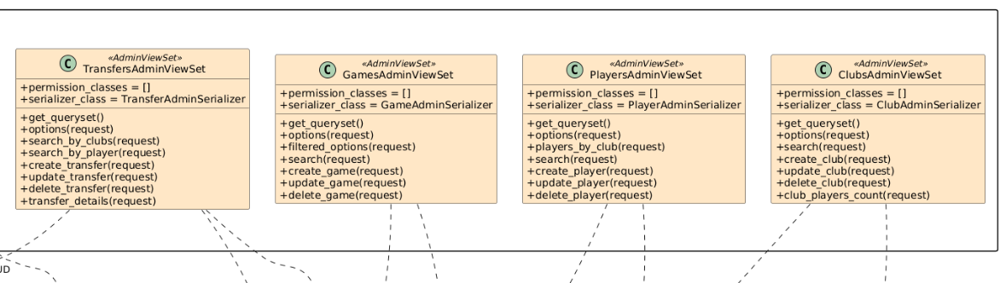 C
«AdminViewSet»
TransfersAdminViewSet
+permission_classes = []
+serializer_class = TransferAdminSerializer
+get_queryset()
+options(request)
+search_by_clubs(request)
+search_by_player(request)
+create_transfer(request)
+update_transfer(request)
+delete_transfer(request)
+transfer_details(request)
C
«AdminViewSet»
GamesAdminViewSet
+permission_classes = []
+serializer_class = GameAdminSerializer
+get_queryset()
+options(request)
+filtered_options(request)
+search(request)
+create_game(request)
+update_game(request)
+delete_game(request)
C
«AdminViewSet»
PlayersAdminViewSet
+permission_classes = []
+serializer_class = PlayerAdminSerializer
+get_queryset()
+options(request)
+players_by_club(request)
+search(request)
+create_player(request)
+update_player(request)
+delete_player(request)
C
«AdminViewSet»
ClubsAdminViewSet
+permission_classes = []
+serializer_class = ClubAdminSerializer
+get_queryset()
+options(request)
+search(request)
+create_club(request)
+update_club(request)
+delete_club(request)
+club_players_count(request)